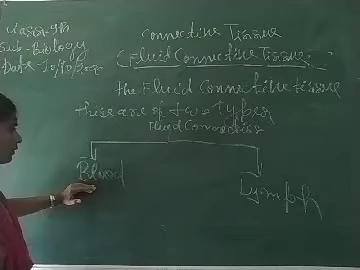 class-9th
Sub-Biology
Connective Tissue
(Fluid Connective Tissue:-
the Fluid Connective tissue
these are of two Types
Fluid Connective
Blood
Lymph